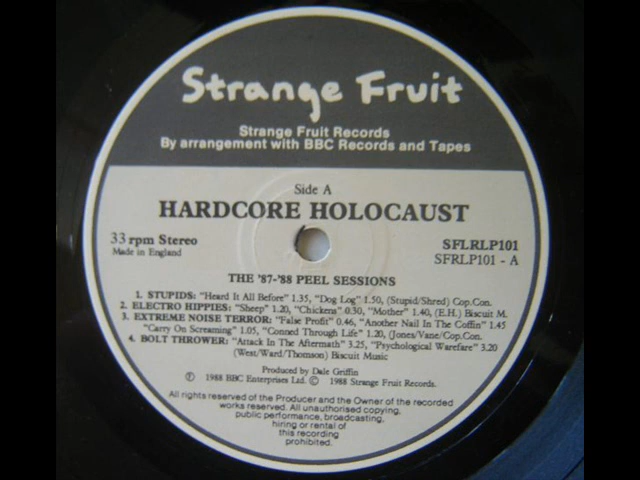 Strange Fruit
Strange Fruit Records
By arrangement with BBC Records and Tapes
Side A
HARDCORE HOLOCAUST
33 rpm Stereo
Made in England
SFLRLP101
SFRLP101 - A
THE '87-'88 PEEL SESSIONS
1. STUPIDS: "Heard It All Before" 1.35, "Dog Log" 1.50, (Stupid/Shred) Cop.Con.
2. ELECTRO HIPPIES: "Sheep" 1.20, "Chickens" 0.30, "Mother" 1.40, (E.H.) Biscuit M.
3. EXTREME NOISE TERROR: "False Profit" 0.46, "Another Nail In The Coffin" 1.45
"Carry On Screaming" 1.05, "Conned Through Life" 1.20, (Jones/Vane/Cop.Con.
4. BOLT THROWER: "Attack In The Aftermath" 3.25, "Psychological Warefare" 3.20
(West/Ward/Thomson) Biscuit Music
Produced by Dale Griffin
Ⓟ 1988 BBC Enterprises Ltd. © 1988 Strange Fruit Records.
All rights of the Producer and the Owner of the recorded
works reserved. All unauthorised copying,
public performance, broadcasting,
hiring or rental of
this recording
prohibited.